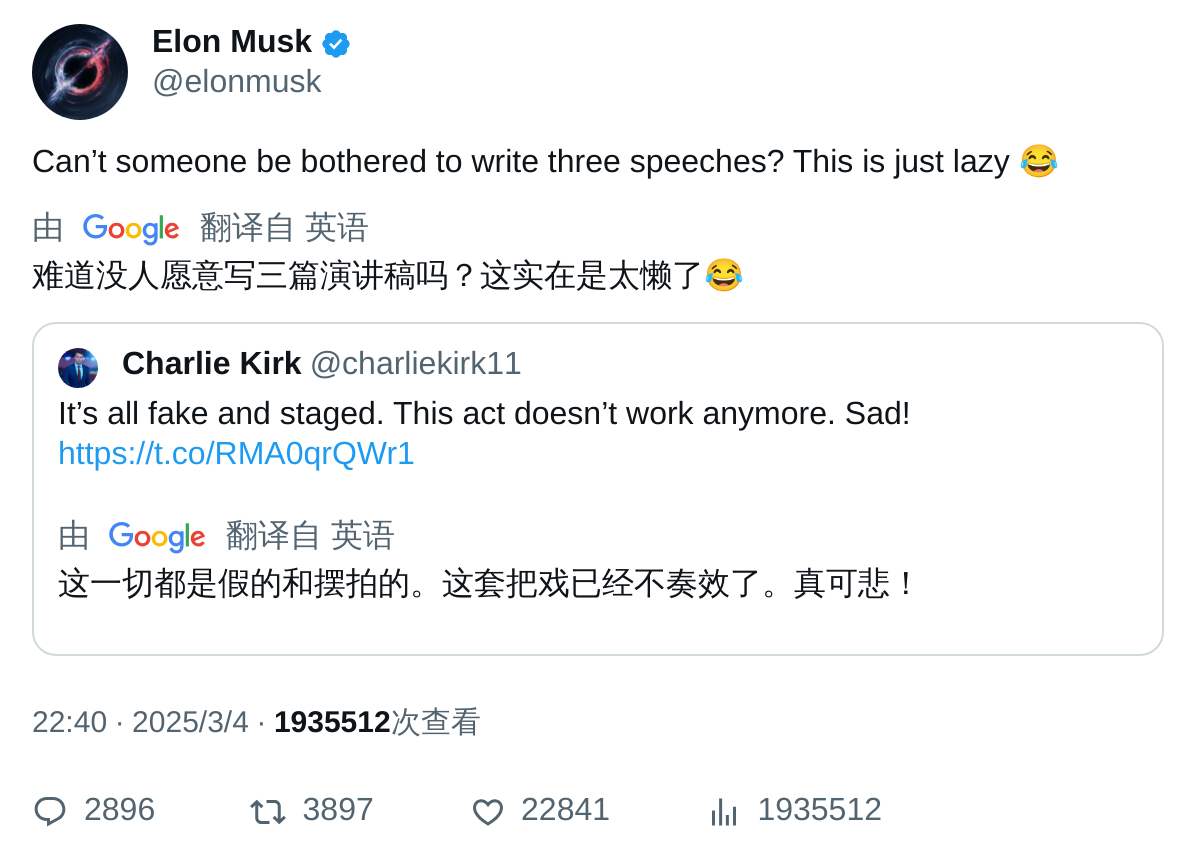 Elon Musk
@elonmusk
Can’t someone be bothered to write three speeches? This is just lazy 😂
由 Google 翻译自 英语
难道没人愿意写三篇演讲稿吗？这实在是太懒了😂
Charlie Kirk @charliekirk11
It’s all fake and staged. This act doesn’t work anymore. Sad!
https://t.co/RMA0qrQWr1
由 Google 翻译自 英语
这一切都是假的和摆拍的。这套把戏已经不奏效了。真可悲！
22:40 · 2025/3/4 · 1935512次查看
2896 3897 22841 1935512